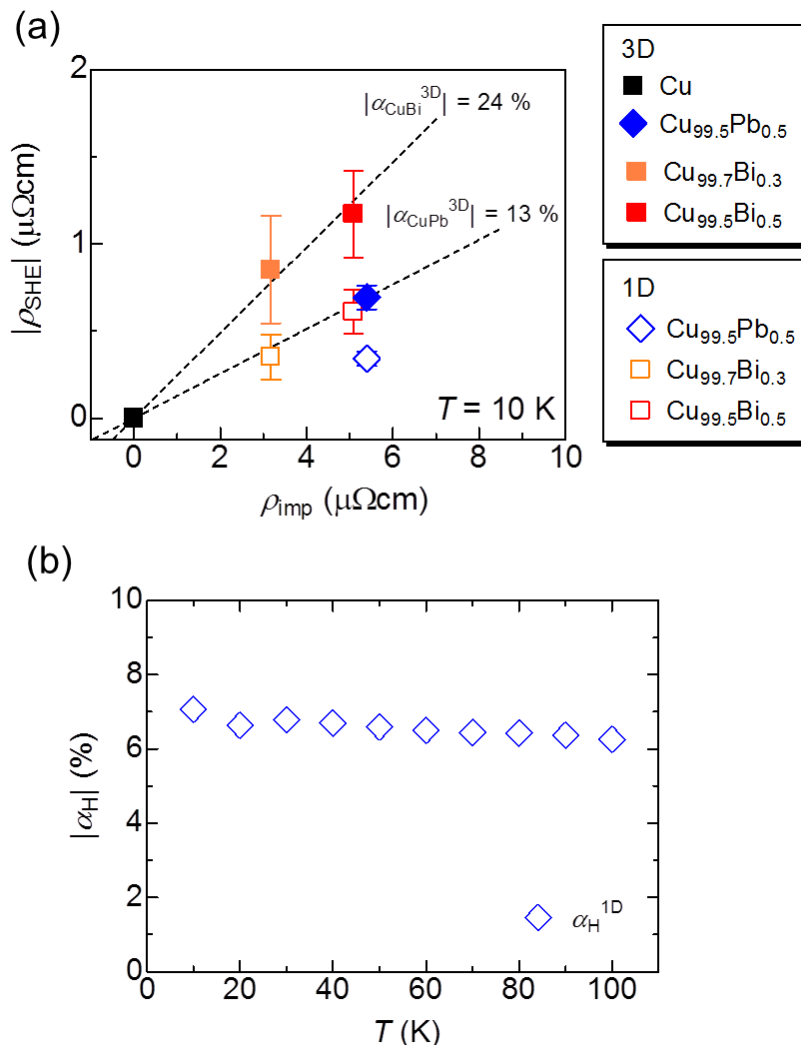 (a)
2
1
0
|ρSHE| (μΩcm)
|αCuBi3D| = 24 %
|αCuPb3D| = 13 %
T = 10 K
0 2 4 6 8 10
ρimp (μΩcm)
3D
Cu
Cu99.5Pb0.5
Cu99.7Bi0.3
Cu99.5Bi0.5
1D
Cu99.5Pb0.5
Cu99.7Bi0.3
Cu99.5Bi0.5
(b)
10
8
6
4
2
0
|αH| (%)
αH1D
0 20 40 60 80 100
T (K)